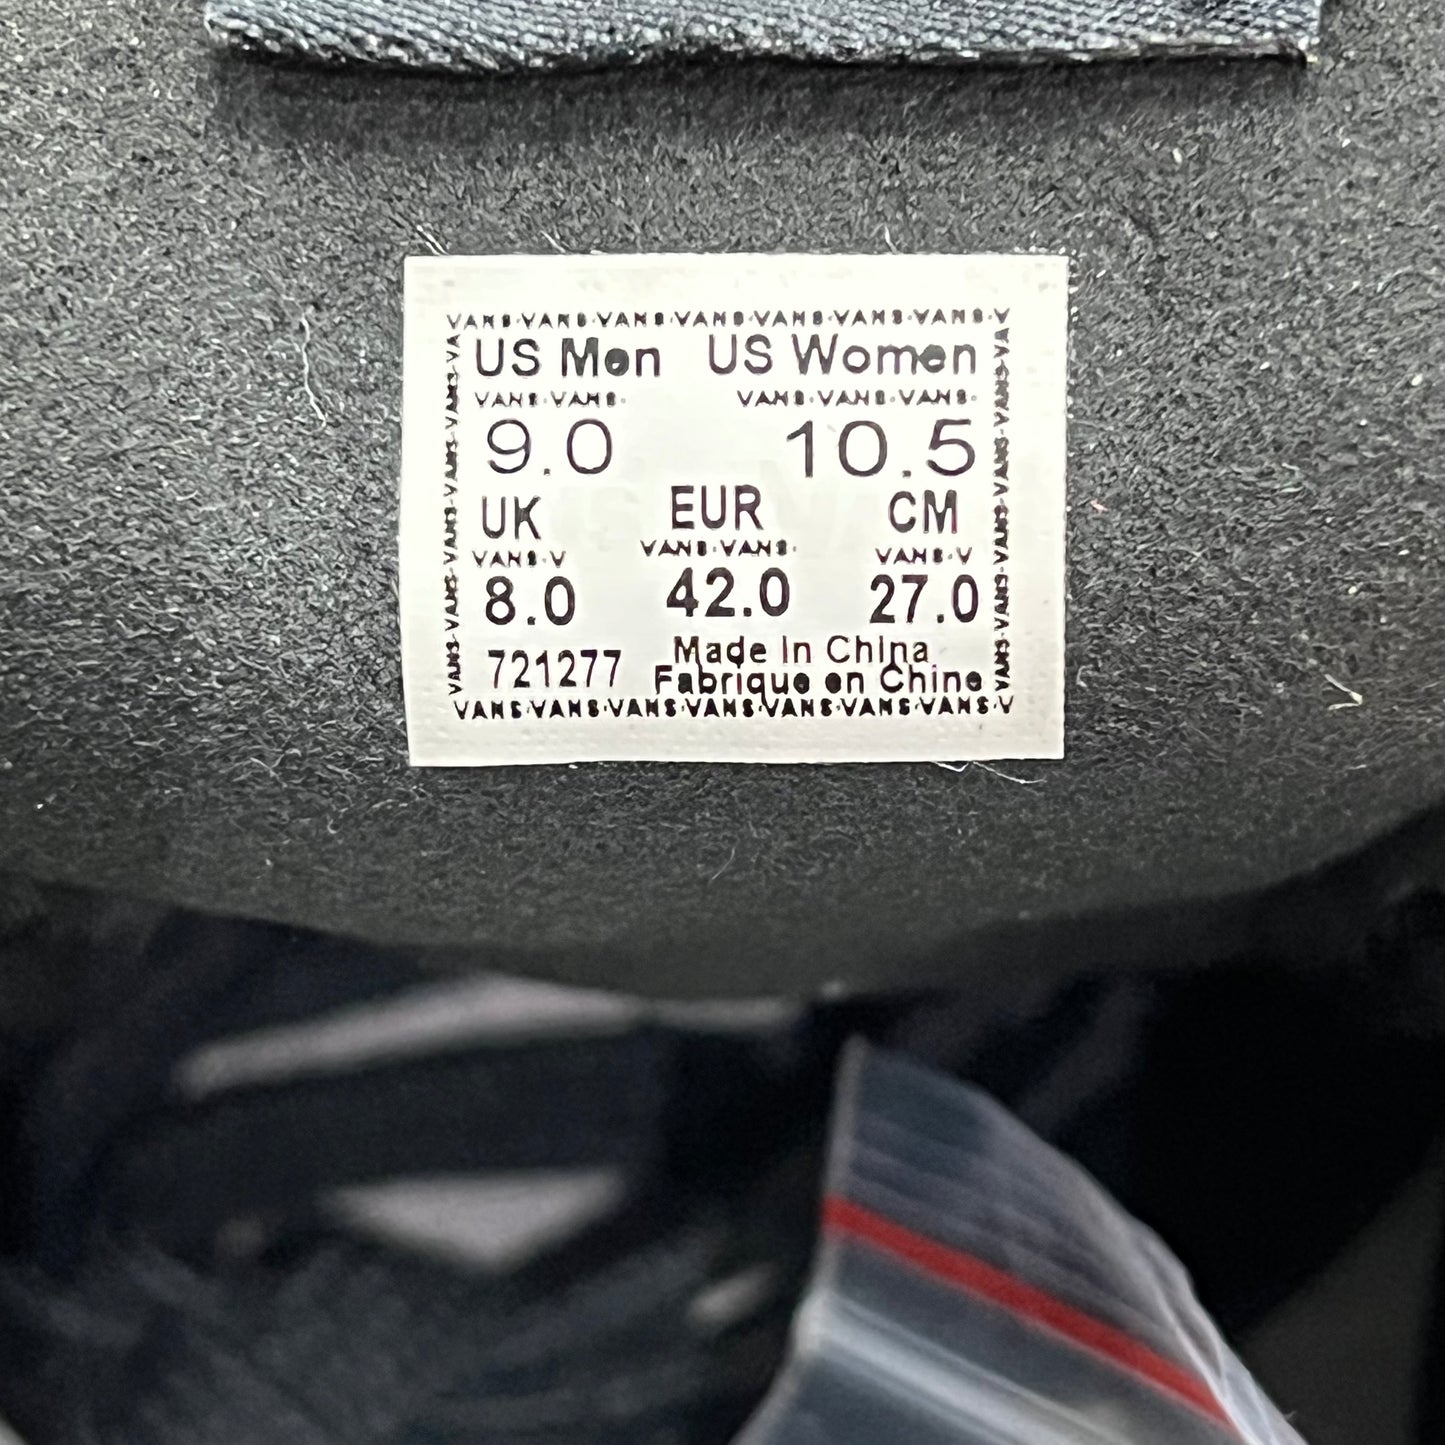 VANS·VANS·VANS·VANS·VANS·VANS·VANS·V
US Men US Women
VANS·VANS· VANS·VANS·VANS·
9.0 10.5
UK EUR CM
VANS·V VANS·VANS· VANS·V
8.0 42.0 27.0
721277 Made In China
Fabrique en Chine
VANS·VANS·VANS·VANS·VANS·VANS·VANS·V